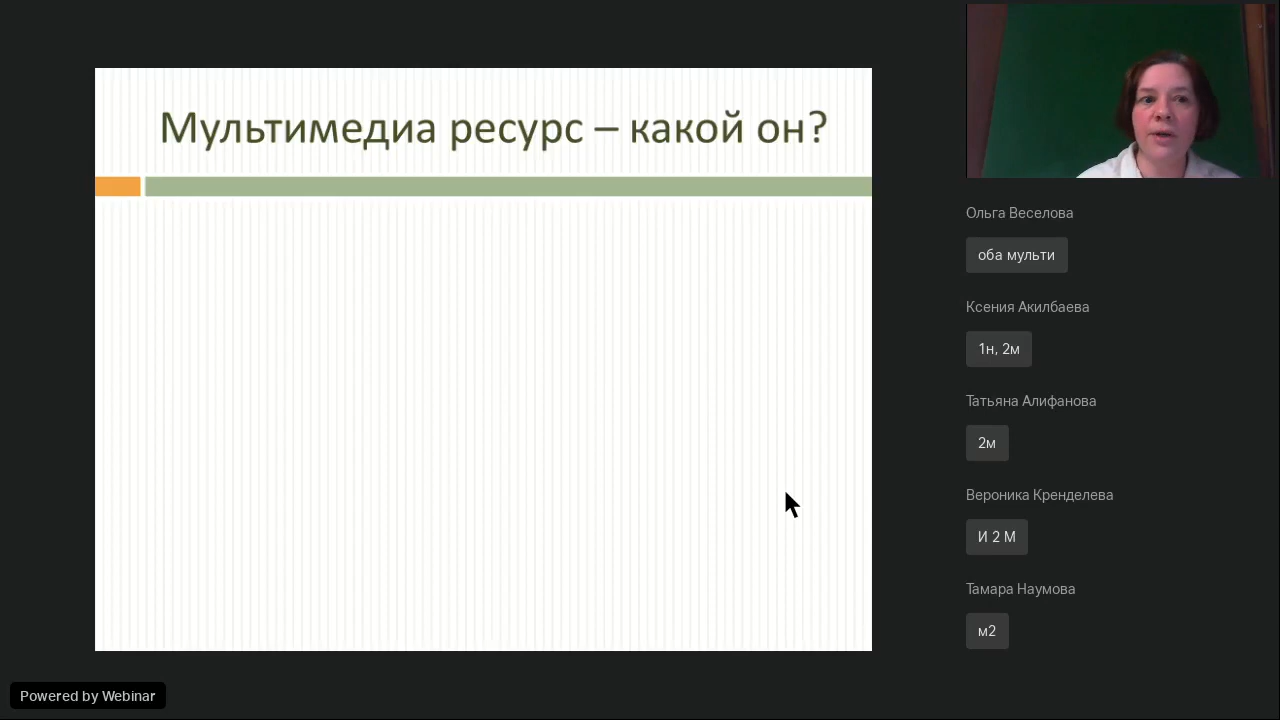 Мультимедиа ресурс – какой он?
Ольга Веселова
оба мульти
Ксения Акилбаева
1н, 2м
Татьяна Алифанова
2м
Вероника Кренделева
И 2 М
Тамара Наумова
м2
Powered by Webinar